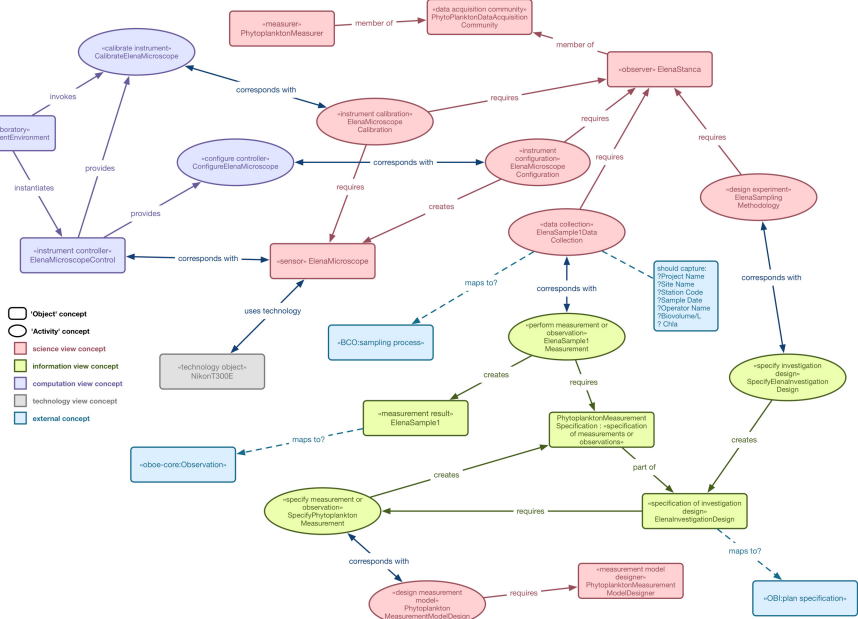 «measurer»
PhytoplanktonMeasurer
member of
«data acquisition community»
PhytoPlanktonDataAcquisition
Community
member of
«observer» ElenaStanca
«calibrate instrument»
CalibrateElenaMicroscope
corresponds with
requires
invokes
boratory»
entEnvironment
«instrument calibration»
ElenaMicroscope
Calibration
requires
«configure controller»
ConfigureElenaMicroscope
corresponds with
«instrument
configuration»
ElenaMicroscope
Configuration
requires
requires
provides
instantiates
provides
requires
creates
«design experiment»
ElenaSampling
Methodology
«data collection»
ElenaSample1Data
Collection
«instrument controller»
ElenaMicroscopeControl
corresponds with
«sensor» ElenaMicroscope
maps to?
corresponds with
should capture:
?Project Name
?Site Name
?Station Code
?Sample Date
?Operator Name
?Biovolume/L
? Chla
corresponds with
uses technology
'Object' concept
'Activity' concept
science view concept
information view concept
computation view concept
technology view concept
external concept
«BCO:sampling process»
«perform measurement or
observation»
ElenaSample1
Measurement
«technology object»
NikonT300E
creates
requires
«specify investigation
design»
SpecifyElenaInvestigation
Design
«measurement result»
ElenaSample1
PhytoplanktonMeasurement
Specification : «specification
of measurements or
observations»
maps to?
creates
«oboe-core:Observation»
creates
part of
«specify measurement or
observation»
SpecifyPhytoplankton
Measurement
requires
«specification of investigation
design»
ElenaInvestigationDesign
maps to?
corresponds with
«design measurement
model»
Phytoplankton
MeasurementModelDesign
requires
«measurement model
designer»
PhytoplanktonMeasurement
ModelDesigner
«OBI:plan specification»